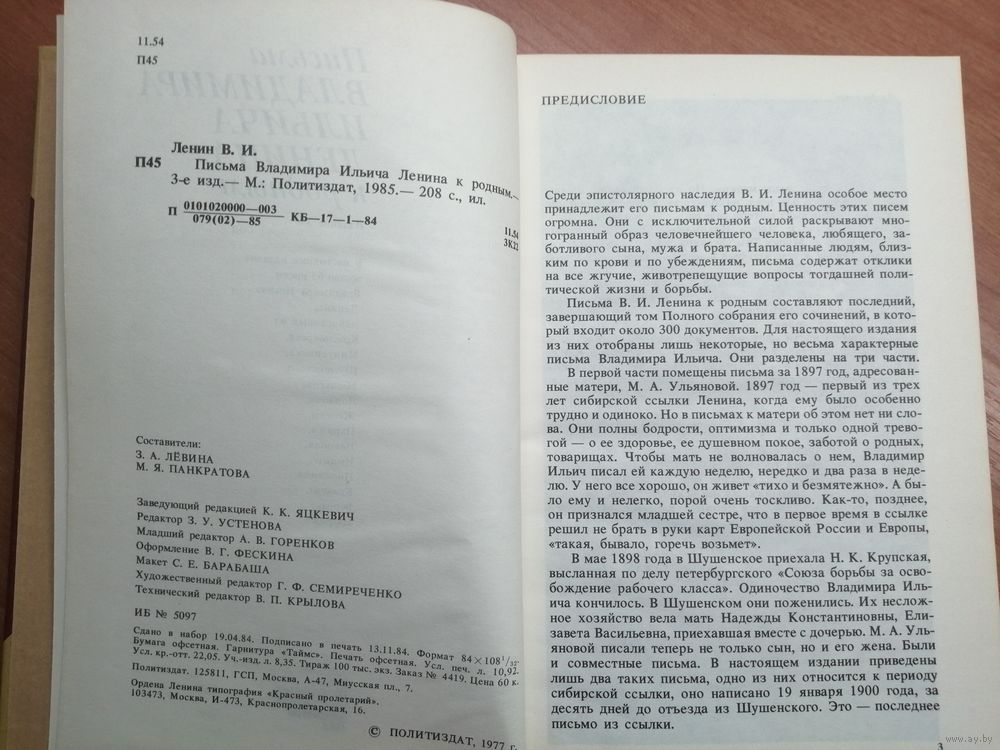 11.54
П45
Ленин В. И.
П45 Письма Владимира Ильича Ленина к родным.—
3-е изд.— М.: Политиздат, 1985.— 208 с., ил.
П 0101020000—003
079(02)—85 КБ—17—1—84
11.54
3К22
Составители:
З. А. ЛЁВИНА
М. Я. ПАНКРАТОВА
Заведующий редакцией К. К. ЯЦКЕВИЧ
Редактор З. У. УСТЕНОВА
Младший редактор А. В. ГОРЕНКОВ
Оформление В. Г. ФЕСКИНА
Макет С. Е. БАРАБАША
Художественный редактор Г. Ф. СЕМИРЕЧЕНКО
Технический редактор В. П. КРЫЛОВА
ИБ № 5097
Сдано в набор 19.04.84. Подписано в печать 13.11.84. Формат 84×108 1/32.
Бумага офсетная. Гарнитура «Таймс». Печать офсетная. Усл. печ. л. 10,92.
Усл. кр.-отт. 22,05. Уч.-изд. л. 8,35. Тираж 100 тыс. экз. Заказ № 4419. Цена 60 к.
Политиздат. 125811, ГСП, Москва, А-47, Миусская пл., 7.
Ордена Ленина типография «Красный пролетарий».
103473, Москва, И-473, Краснопролетарская, 16.
© ПОЛИТИЗДАТ, 1977 г.
ПРЕДИСЛОВИЕ
Среди эпистолярного наследия В. И. Ленина особое место
принадлежит его письмам к родным. Ценность этих писем
огромна. Они с исключительной силой раскрывают мно-
гогранный образ человечнейшего человека, любящего, за-
ботливого сына, мужа и брата. Написанные людям, близ-
ким по крови и по убеждениям, письма содержат отклики
на все жгучие, животрепещущие вопросы тогдашней поли-
тической жизни и борьбы.
Письма В. И. Ленина к родным составляют последний,
завершающий том Полного собрания его сочинений, в ко-
торый входит около 300 документов. Для настоящего издания
из них отобраны лишь некоторые, но весьма характерные
письма Владимира Ильича. Они разделены на три части.
В первой части помещены письма за 1897 год, адресован-
ные матери, М. А. Ульяновой. 1897 год — первый из трех
лет сибирской ссылки Ленина, когда ему было особенно
трудно и одиноко. Но в письмах к матери об этом нет ни сло-
ва. Они полны бодрости, оптимизма и только одной трево-
гой — о ее здоровье, ее душевном покое, заботой о родных,
товарищах. Чтобы мать не волновалась о нем, Владимир
Ильич писал ей каждую неделю, нередко и два раза в неде-
лю. У него все хорошо, он живет «тихо и безмятежно». А бы-
ло ему и нелегко, порой очень тоскливо. Как-то, позднее,
он признался младшей сестре, что в первое время в ссылке
решил не брать в руки карт Европейской России и Европы,
«такая, бывало, горечь возьмет».
В мае 1898 года в Шушенское приехала Н. К. Крупская,
высланная по делу петербургского «Союза борьбы за осво-
бождение рабочего класса». Одиночество Владимира Иль-
ича кончилось. В Шушенском они поженились. Их неслож-
ное хозяйство вела мать Надежды Константиновны, Ели-
завета Васильевна, приехавшая вместе с дочерью. М. А. Уль-
яновой писали теперь не только сын, но и его жена. Были
и совместные письма. В настоящем издании приведены
лишь два таких письма, одно из них относится к периоду
сибирской ссылки, оно написано 19 января 1900 года, за
десять дней до отъезда из Шушенского. Это — последнее
письмо из ссылки.
3
www.ay.by